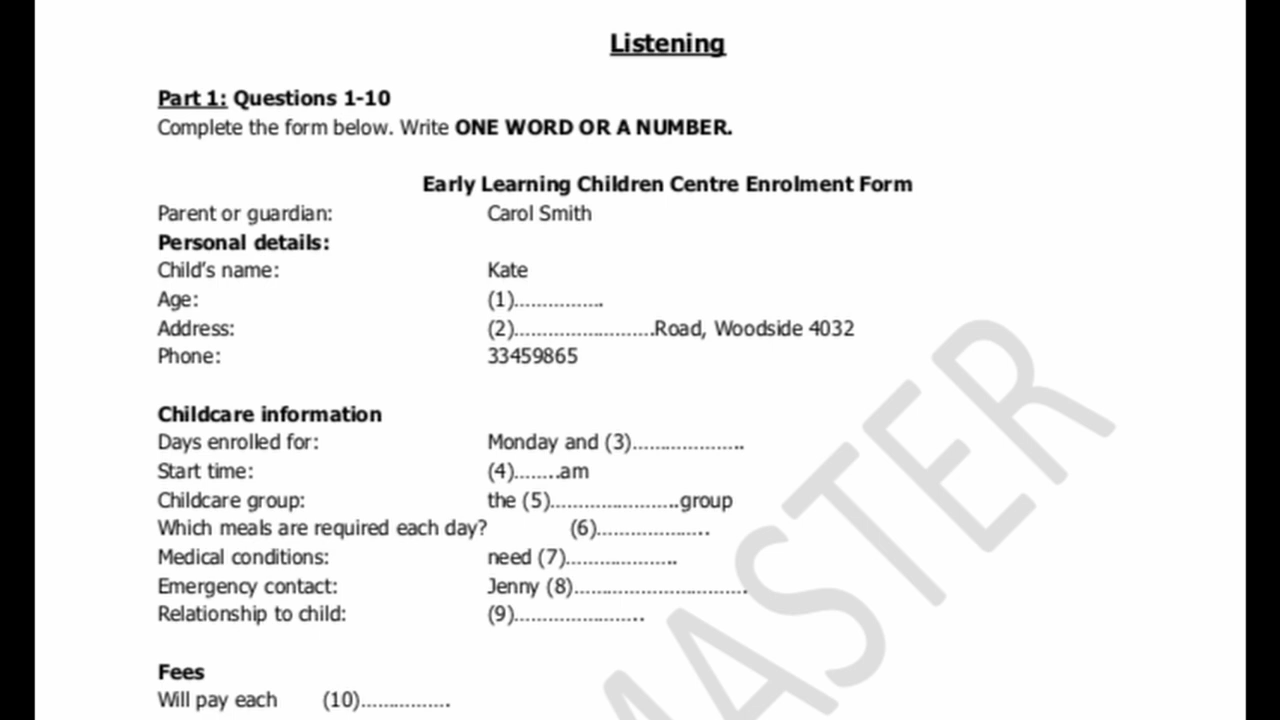 Listening
Part 1: Questions 1-10
Complete the form below. Write ONE WORD OR A NUMBER.
Early Learning Children Centre Enrolment Form
Parent or guardian: Carol Smith
Personal details:
Child's name: Kate
Age: (1)................
Address: (2).........................Road, Woodside 4032
Phone: 33459865
Childcare information
Days enrolled for: Monday and (3)....................
Start time: (4)........am
Childcare group: the (5).......................group
Which meals are required each day? (6)....................
Medical conditions: need (7)....................
Emergency contact: Jenny (8)...............................
Relationship to child: (9).......................
Fees
Will pay each (10)................
MASTER